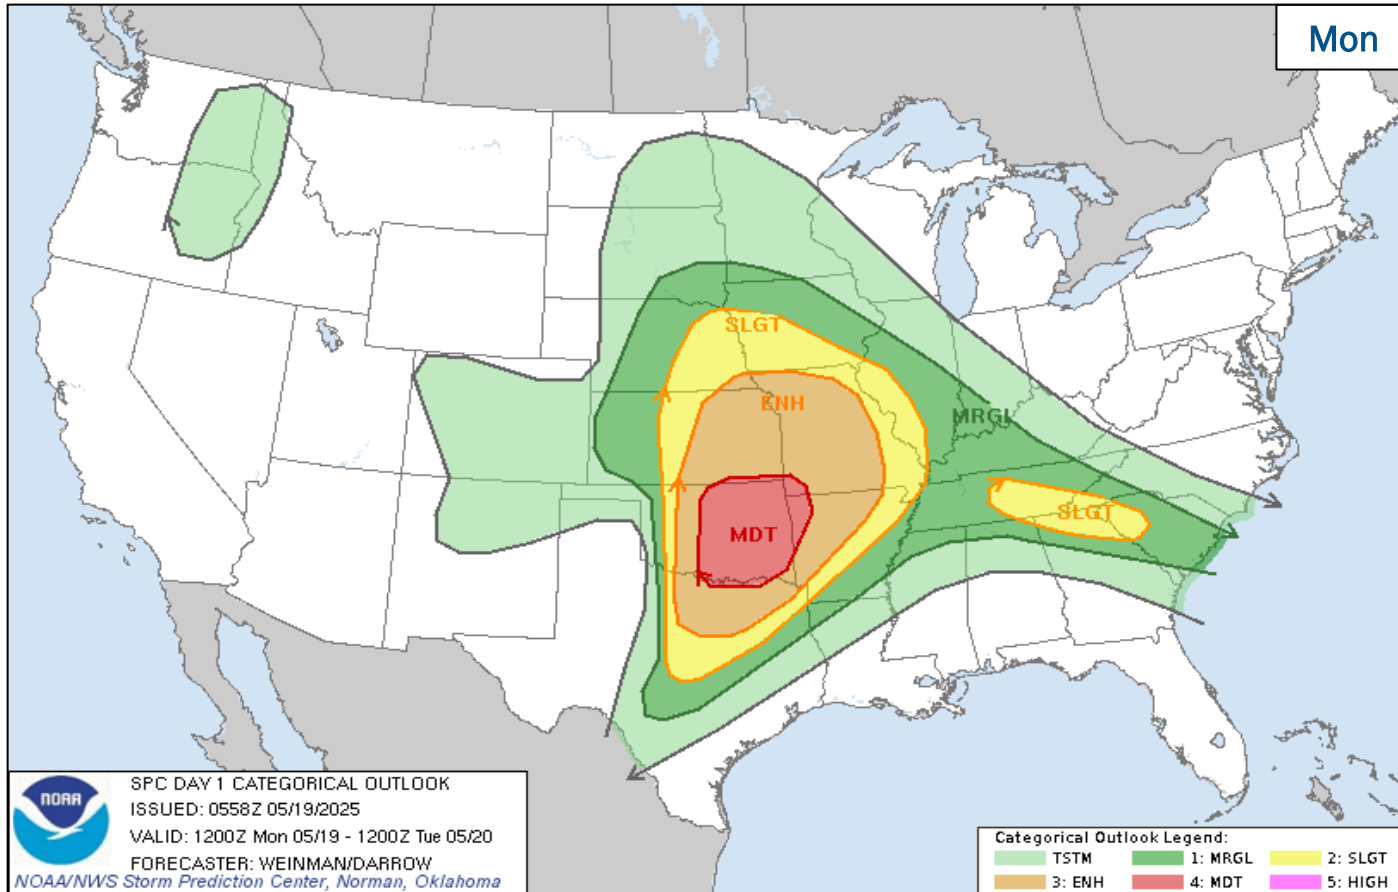 Mon
SLGT
ENH
MRGL
SLGT
MDT
NOAA
SPC DAY 1 CATEGORICAL OUTLOOK
ISSUED: 0558Z 05/19/2025
VALID: 1200Z Mon 05/19 - 1200Z Tue 05/20
FORECASTER: WEINMAN/DARROW
NOAA/NWS Storm Prediction Center, Norman, Oklahoma
Categorical Outlook Legend:
TSTM 1: MRGL 2: SLGT
3: ENH 4: MDT 5: HIGH